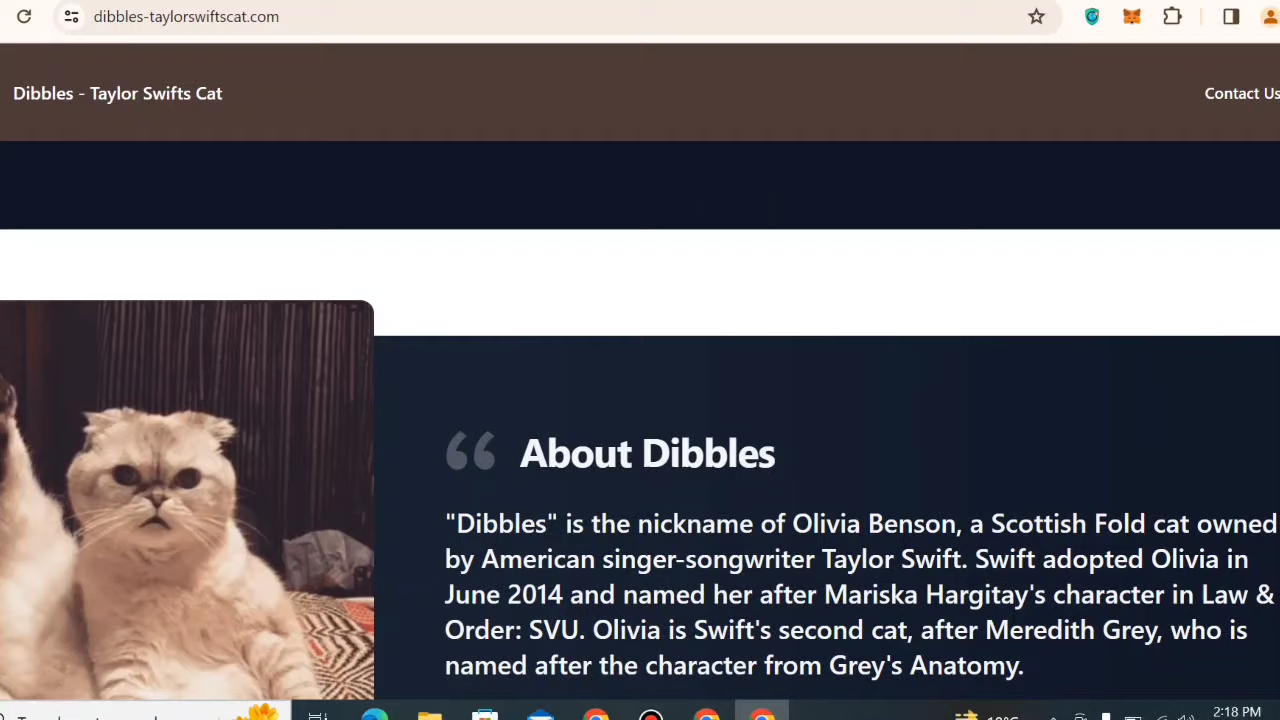 dibbles-taylorswiftscat.com
Dibbles - Taylor Swifts Cat
Contact Us
About Dibbles
"Dibbles" is the nickname of Olivia Benson, a Scottish Fold cat owned
by American singer-songwriter Taylor Swift. Swift adopted Olivia in
June 2014 and named her after Mariska Hargitay's character in Law &
Order: SVU. Olivia is Swift's second cat, after Meredith Grey, who is
named after the character from Grey's Anatomy.
2:18 PM